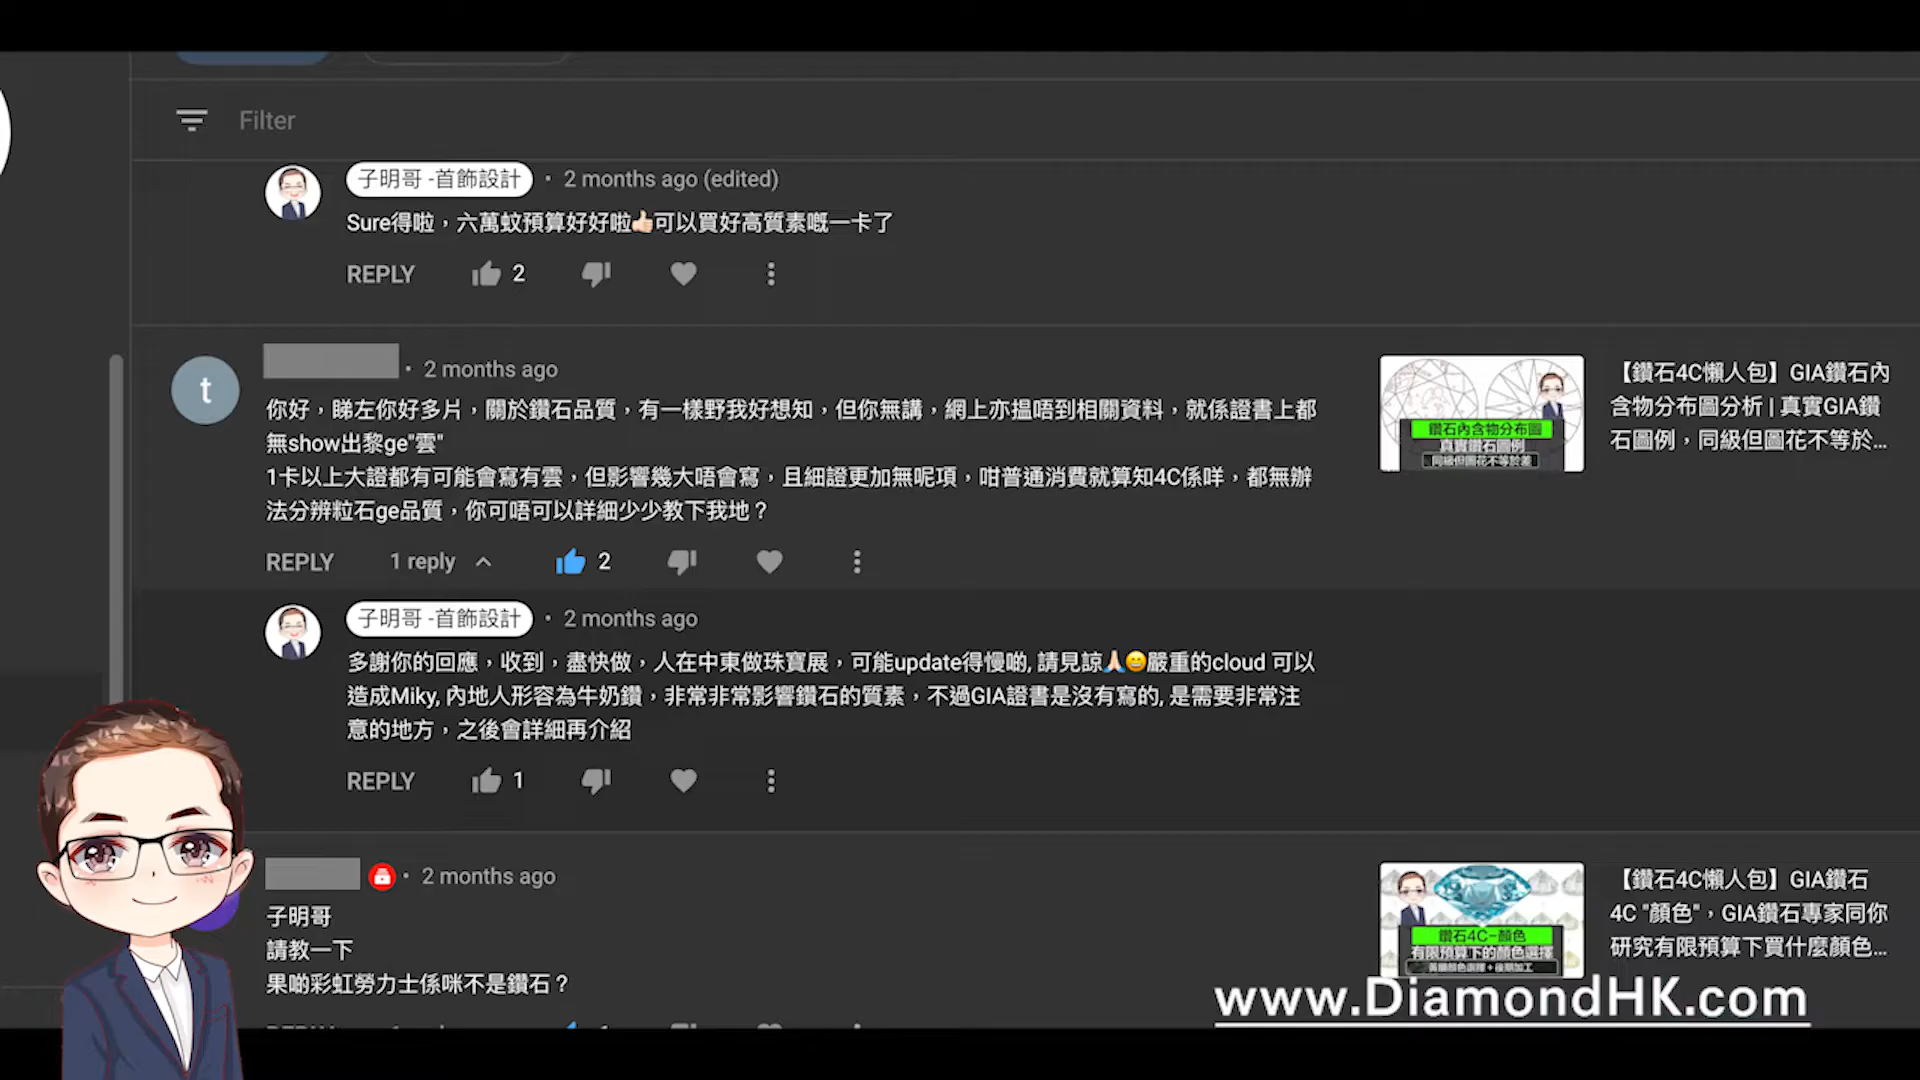 Filter
子明哥 -首飾設計 · 2 months ago (edited)
Sure得啦，六萬蚊預算好好啦👍🏻可以買好高質素嘅一卡了
REPLY 2
t
· 2 months ago
你好，睇左你好多片，關於鑽石品質，有一樣野我好想知，但你無講，網上亦搵唔到相關資料，就係證書上都
無show出黎ge"雲"
1卡以上大證都有可能會寫有雲，但影響幾大唔會寫，且細證更加無呢項，咁普通消費就算知4C係咩，都無辦
法分辨粒石ge品質，你可唔可以詳細少少教下我地？
REPLY 1 reply 2
【鑽石4C懶人包】GIA鑽石內
含物分布圖分析 | 真實GIA鑽
石圖例，同級但圖花不等於...
鑽石內含物分布圖
真實鑽石圖例
同級但圖花不等於差
子明哥 -首飾設計 · 2 months ago
多謝你的回應，收到，盡快做，人在中東做珠寶展，可能update得慢啲, 請見諒🙏🏻😄嚴重的cloud 可以
造成Miky, 內地人形容為牛奶鑽，非常非常影響鑽石的質素，不過GIA證書是沒有寫的, 是需要非常注
意的地方，之後會詳細再介紹
REPLY 1
· 2 months ago
子明哥
請教一下
果啲彩虹勞力士係咪不是鑽石？
【鑽石4C懶人包】GIA鑽石
4C "顏色"，GIA鑽石專家同你
研究有限預算下買什麼顏色...
鑽石4C-顏色
有限預算下的顏色選擇
www.DiamondHK.com